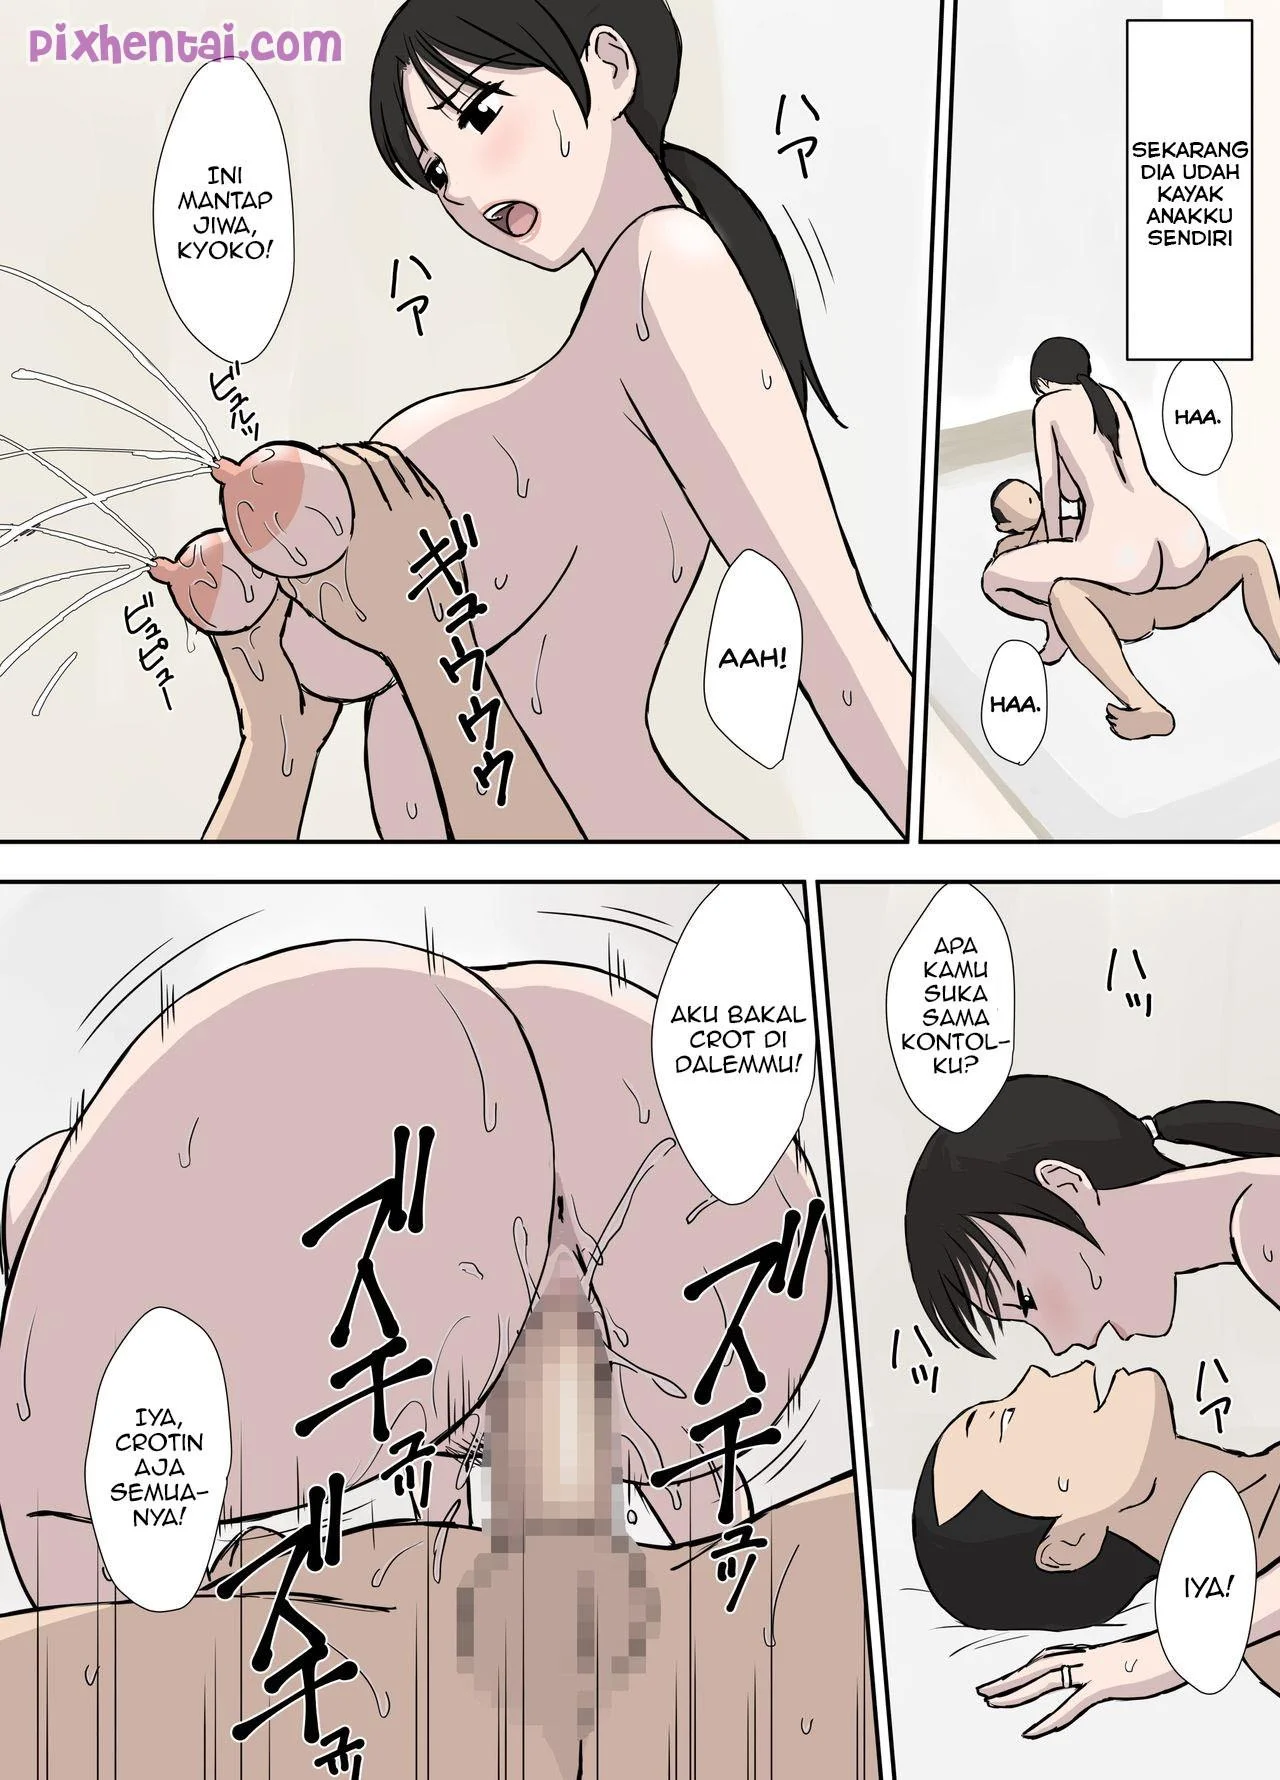 pixhentai.com
SEKARANG
DIA UDAH
KAYAK
ANAKKU
SENDIRI
HAA.
HAA.
INI
MANTAP
JIWA,
KYOKO!
ハァ
ハァ
ビュルッ
ビュピュー
ギュウウウ
AAH!
APA
KAMU
SUKA
SAMA
KONTOL-
KU?
ハッ
ハッ
ハァ
IYA!
AKU BAKAL
CROT DI
DALEMMU!
ズチュッ
ズチュッ
ズチュッ
IYA,
CROTIN
AJA
SEMUA-
NYA!